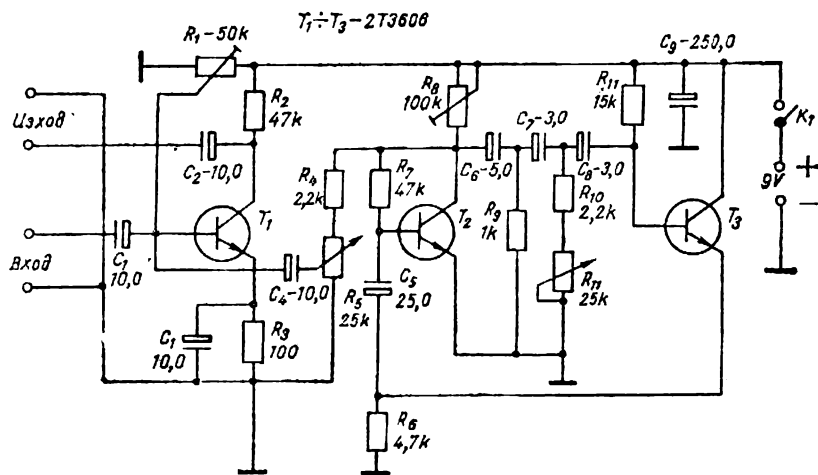 T₁÷T₃–2T3606
R₁–50k
C₉–250,0
R₂
47k
R₈
100k
R₁₁
15k
K₁
Изход
C₂–10,0
R₄
2,2k
R₇
47k
C₆–5,0
C₇–3,0
C₈–3,0
9V
+
–
T₁
T₂
T₃
R₉
1k
R₁₀
2,2k
Вход
C₁
10,0
C₄–10,0
R₅
25k
C₅
25,0
R₁₁
25k
C₁
10,0
R₃
100
R₆
4,7k